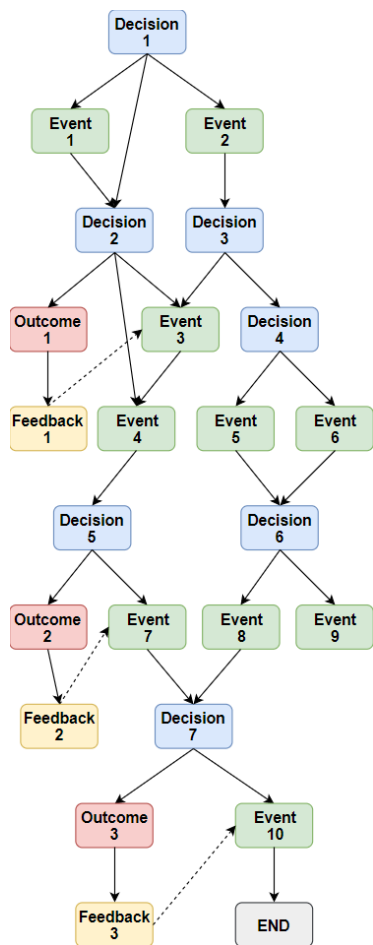 Decision
1
Event
1
Event
2
Decision
2
Decision
3
Outcome
1
Event
3
Decision
4
Feedback
1
Event
4
Event
5
Event
6
Decision
5
Decision
6
Outcome
2
Event
7
Event
8
Event
9
Feedback
2
Decision
7
Outcome
3
Event
10
Feedback
3
END